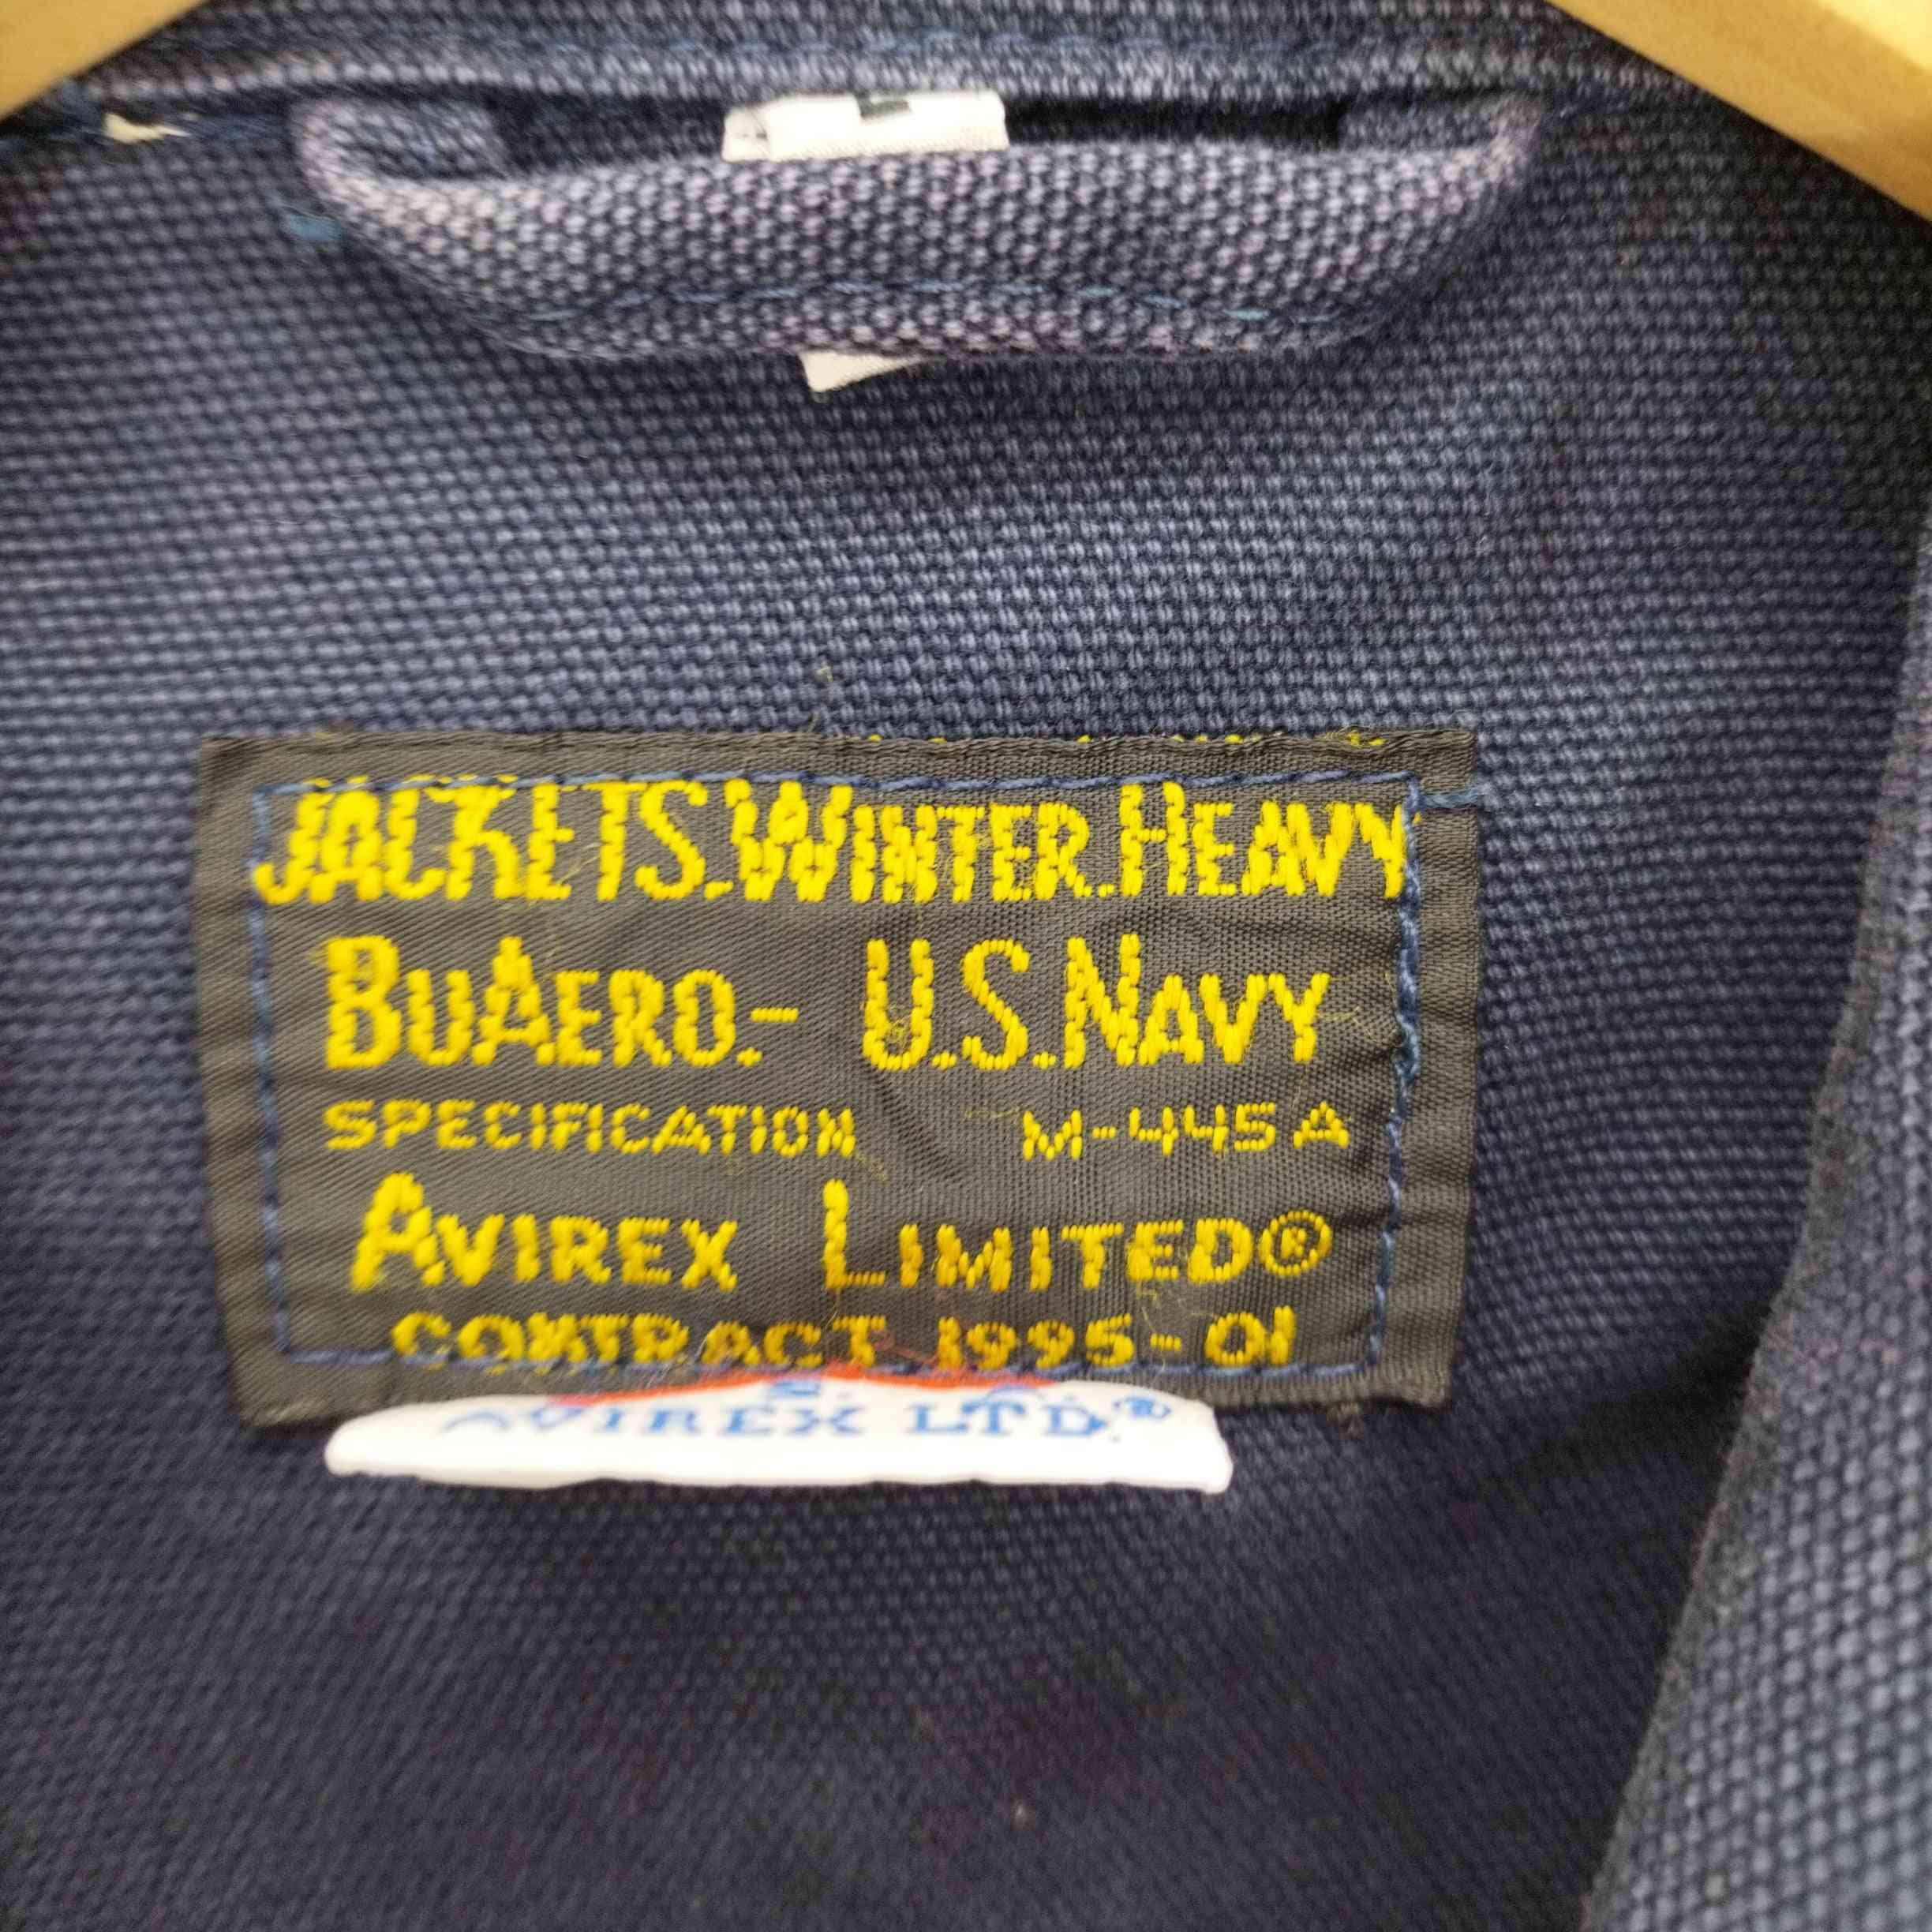 JACKETS.WINTER.HEAVY
BUAERO.- U.S.NAVY
SPECIFICATION M-445A
AVIREX LIMITED®
CONTRACT 1995-01
AVIREX LTD.®